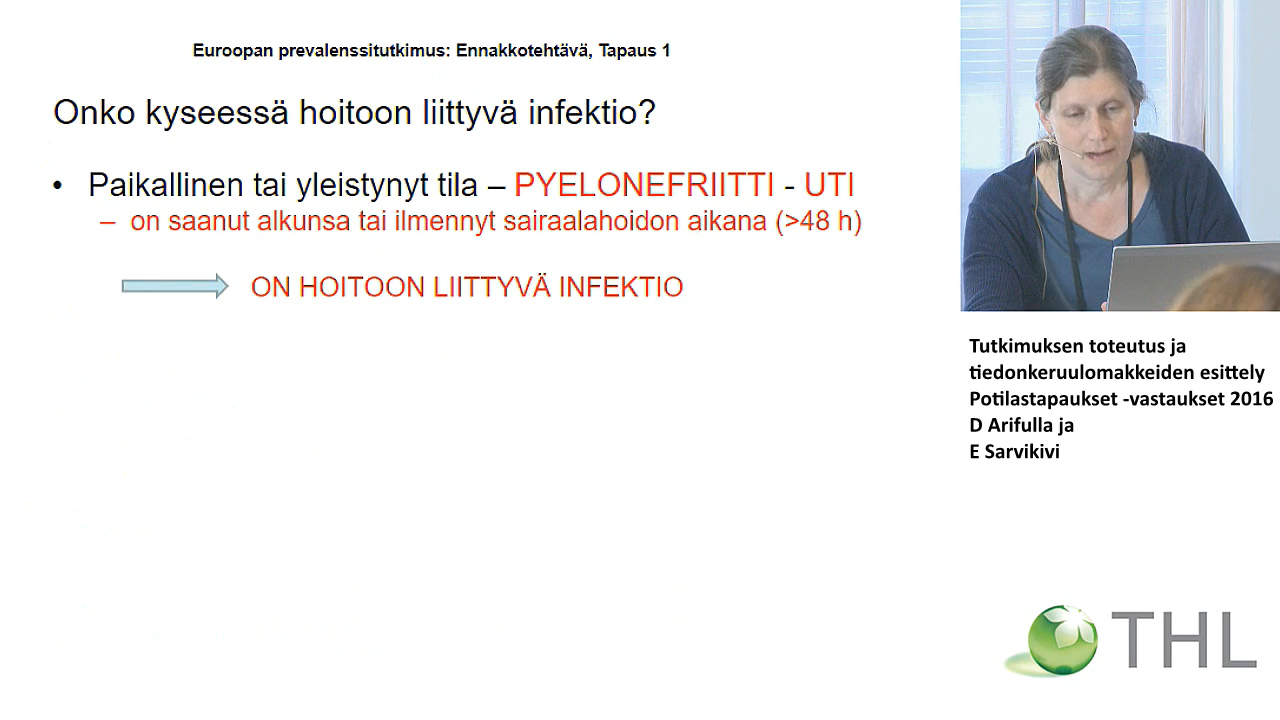 Euroopan prevalenssitutkimus: Ennakkotehtävä, Tapaus 1
Onko kyseessä hoitoon liittyvä infektio?
• Paikallinen tai yleistynyt tila – PYELONEFRIITTI - UTI
– on saanut alkunsa tai ilmennyt sairaalahoidon aikana (>48 h)
ON HOITOON LIITTYVÄ INFEKTIO
Tutkimuksen toteutus ja
tiedonkeruulomakkeiden esittely
Potilastapaukset -vastaukset 2016
D Arifulla ja
E Sarvikivi
THL